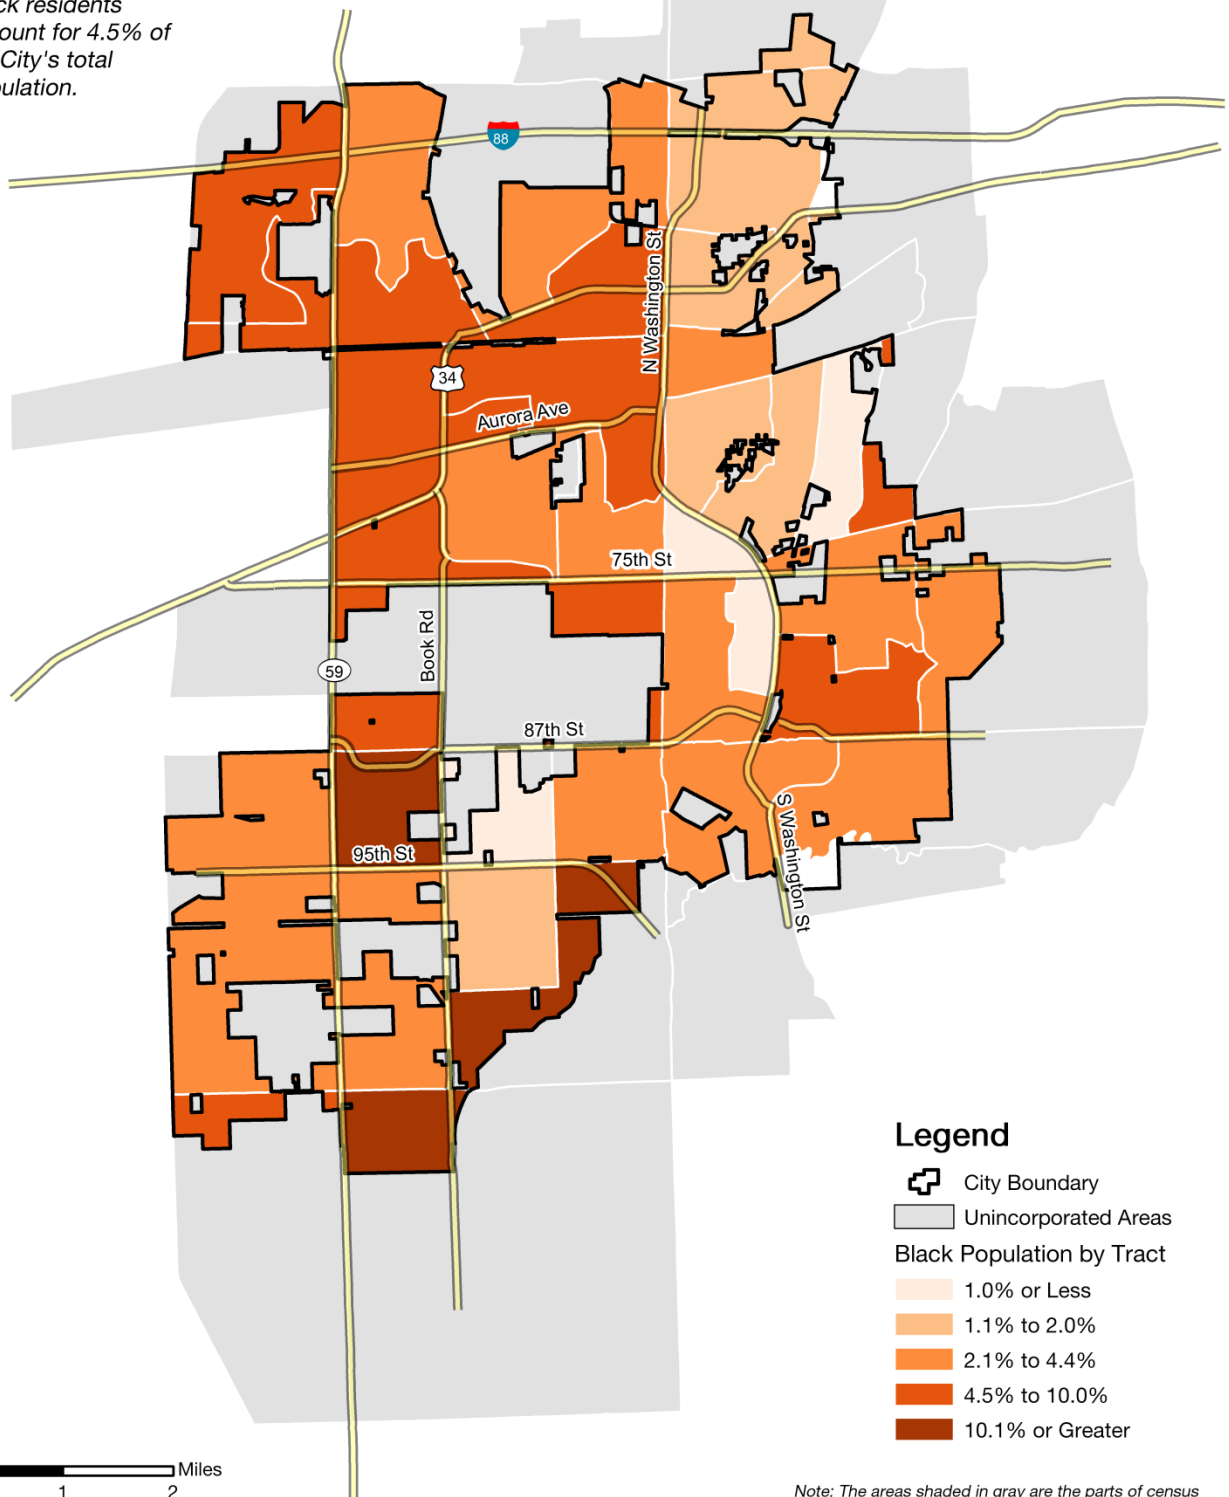 residents
for 4.5% of
City's total
88
N Washington St
34
Aurora Ave
75th St
Book Rd
59
87th St
S Washington St
95th St
Legend
City Boundary
Unincorporated Areas
Black Population by Tract
1.0% or Less
1.1% to 2.0%
2.1% to 4.4%
4.5% to 10.0%
10.1% or Greater
Miles
1 2
Note: The areas shaded in gray are the parts of census